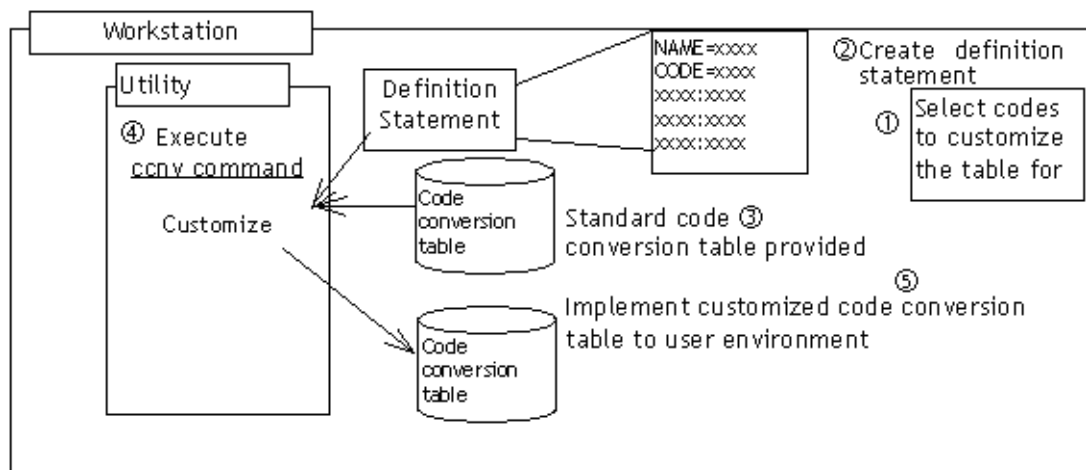 Workstation
Utility
④ Execute
ccnv command
Customize
Definition
Statement
NAME=xxxx
CODE=xxxx
xxxx:xxxx
xxxx:xxxx
xxxx:xxxx
②Create definition
statement
① Select codes
to customize
the table for
Code
conversion
table
Standard code ③
conversion table provided
⑤
Implement customized code conversion
table to user environment
Code
conversion
table